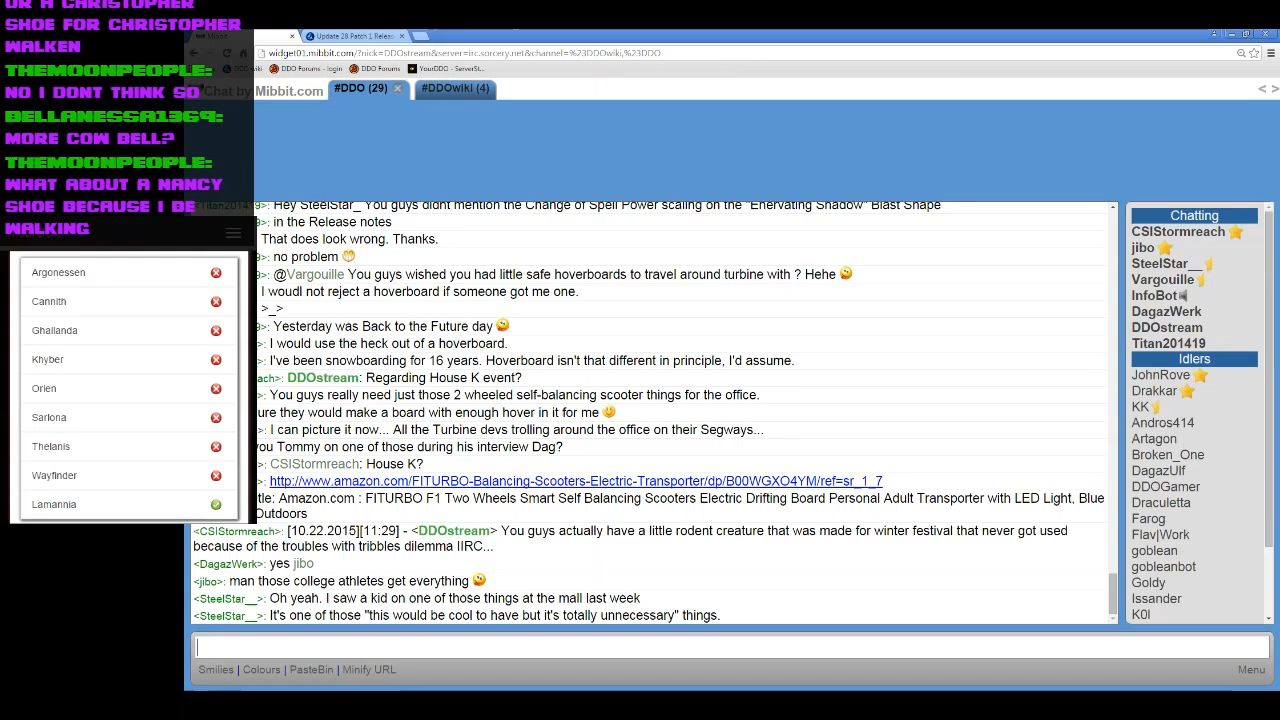 OR A CHRISTOPHER
SHOE FOR CHRISTOPHER
WALKEN
THEMOONPEOPLE:
NO I DONT THINK SO
BELLANESSA1369:
MORE COW BELL?
THEMOONPEOPLE:
WHAT ABOUT A NANCY
SHOE BECAUSE I BE
WALKING
Argonessen
Cannith
Ghallanda
Khyber
Orien
Sarlona
Thelanis
Wayfinder
Lamannia
Update 28 Patch 1 Relea
widget01.mibbit.com/?nick=DDOstream&server=irc.sorcery.net&channel=%23DDOwiki,%23DDO
DDO Forums - login
DDO Forums
YourDDO - ServerSt...
Chat by Mibbit.com
#DDO (29)
#DDOwiki (4)
Hey SteelStar_ You guys didnt mention the Change of Spell Power scaling on the "Enervating Shadow" Blast Shape
9>: in the Release notes
That does look wrong. Thanks.
9>: no problem
9>: @Vargouille You guys wished you had little safe hoverboards to travel around turbine with ? Hehe
I woudl not reject a hoverboard if someone got me one.
>_>
9>: Yesterday was Back to the Future day
>: I would use the heck out of a hoverboard.
>: I've been snowboarding for 16 years. Hoverboard isn't that different in principle, I'd assume.
ach>: DDOstream: Regarding House K event?
>: You guys really need just those 2 wheeled self-balancing scooter things for the office.
ure they would make a board with enough hover in it for me
>: I can picture it now... All the Turbine devs trolling around the office on their Segways...
you Tommy on one of those during his interview Dag?
>: CSIStormreach: House K?
>: http://www.amazon.com/FITURBO-Balancing-Scooters-Electric-Transporter/dp/B00WGXO4YM/ref=sr_1_7
tle: Amazon.com : FITURBO F1 Two Wheels Smart Self Balancing Scooters Electric Drifting Board Personal Adult Transporter with LED Light, Blue
Outdoors
<CSIStormreach>: [10.22.2015][11:29] - <DDOstream> You guys actually have a little rodent creature that was made for winter festival that never got used
because of the troubles with tribbles dilemma IIRC...
<DagazWerk>: yes jibo
<jibo>: man those college athletes get everything
<SteelStar__>: Oh yeah. I saw a kid on one of those things at the mall last week
<SteelStar__>: It's one of those "this would be cool to have but it's totally unnecessary" things.
Smilies | Colours | PasteBin | Minify URL
Menu
Chatting
CSIStormreach
jibo
SteelStar__
Vargouille
InfoBot
DagazWerk
DDOstream
Titan201419
Idlers
JohnRove
Drakkar
KK
Andros414
Artagon
Broken_One
DagazUlf
DDOGamer
Draculetta
Farog
Flav|Work
goblean
gobleanbot
Goldy
Issander
K0l